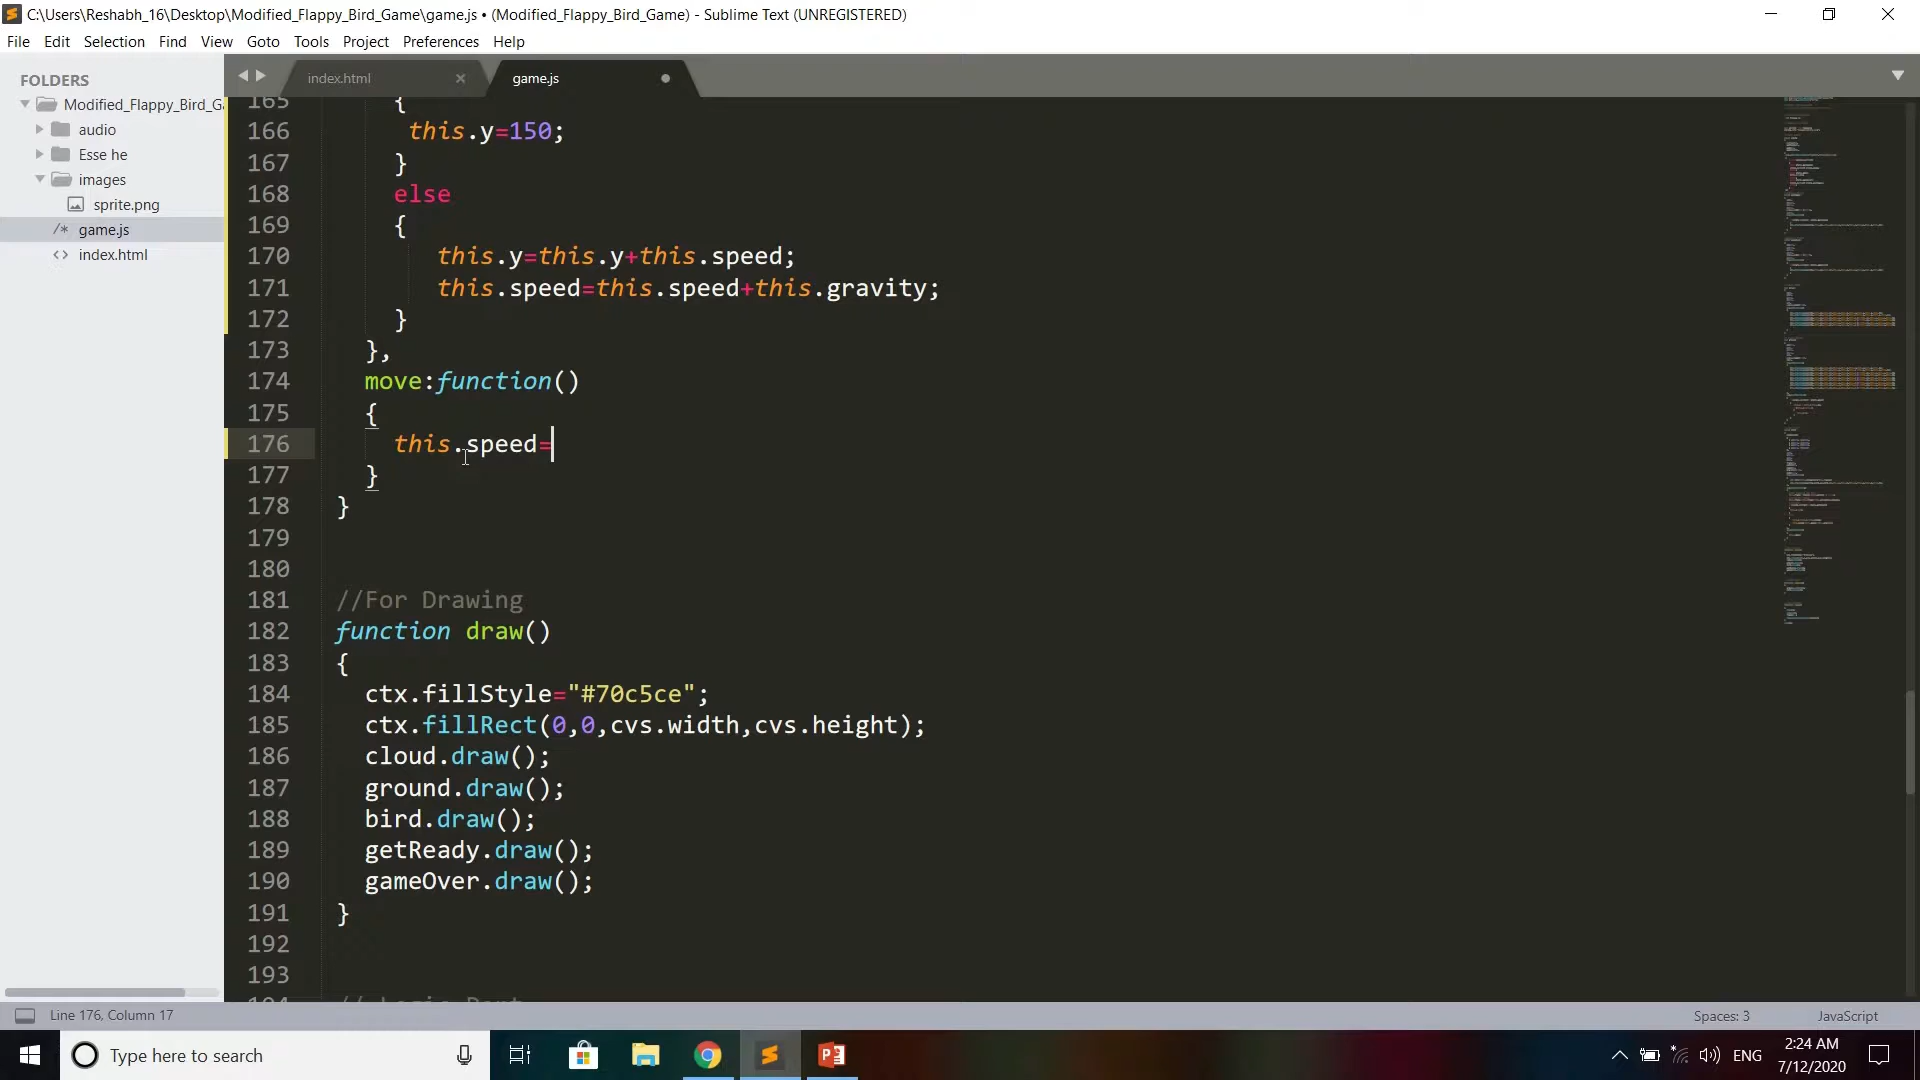 C:\Users\Reshabh_16\Desktop\Modified_Flappy_Bird_Game\game.js • (Modified_Flappy_Bird_Game) - Sublime Text (UNREGISTERED)
File Edit Selection Find View Goto Tools Project Preferences Help
FOLDERS
Modified_Flappy_Bird_Ga
audio
Esse he
images
sprite.png
/* game.js
<> index.html
index.html × game.js •
165 {
166 this.y=150;
167 }
168 else
169 {
170 this.y=this.y+this.speed;
171 this.speed=this.speed+this.gravity;
172 }
173 },
174 move:function()
175 {
176 this.speed=
177 }
178 }
179
180
181 //For Drawing
182 function draw()
183 {
184 ctx.fillStyle="#70c5ce";
185 ctx.fillRect(0,0,cvs.width,cvs.height);
186 cloud.draw();
187 ground.draw();
188 bird.draw();
189 getReady.draw();
190 gameOver.draw();
191 }
192
193
Line 176, Column 17
Spaces: 3 JavaScript
Type here to search
ENG
2:24 AM
7/12/2020